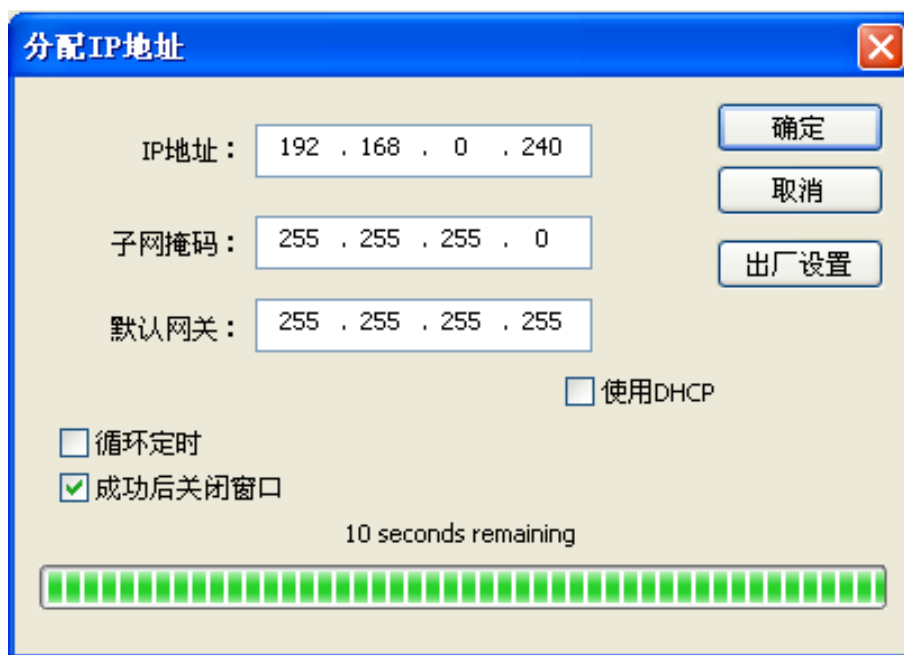 分配IP地址
IP地址： 192 . 168 . 0 . 240 确定
取消
子网掩码： 255 . 255 . 255 . 0
出厂设置
默认网关： 255 . 255 . 255 . 255
使用DHCP
循环定时
成功后关闭窗口
10 seconds remaining